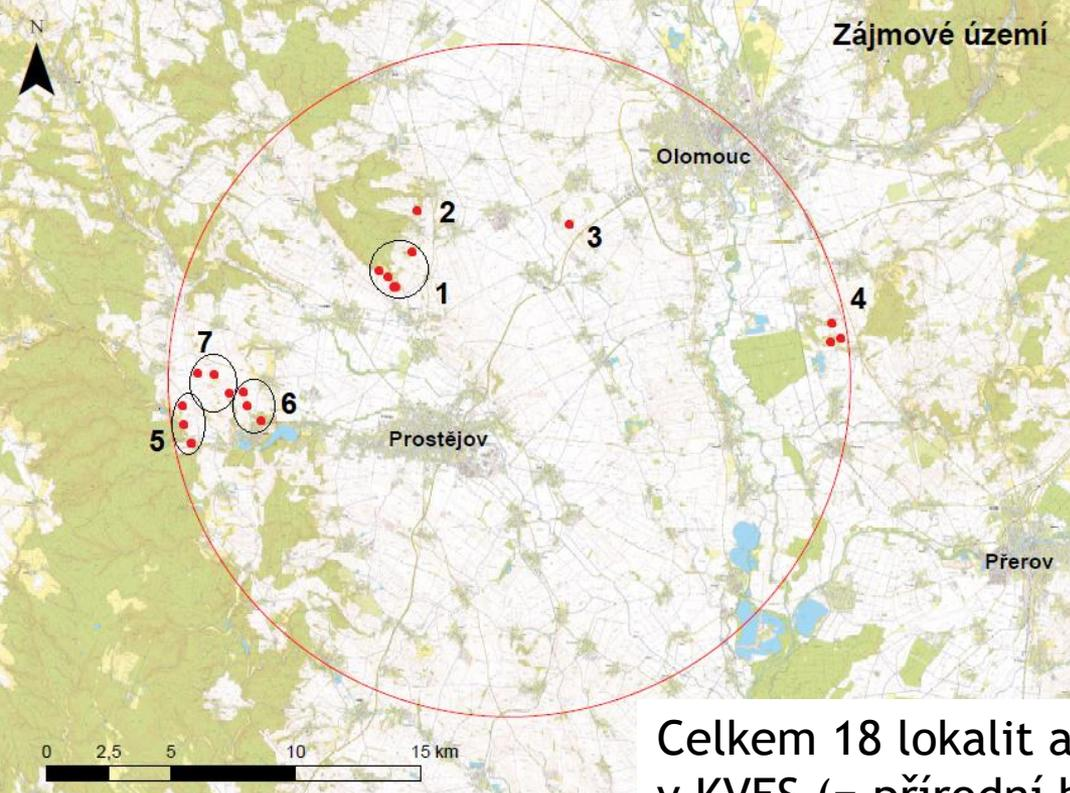 N
Zájmové území
Olomouc
2
3
1
4
7
6
5
Prostějov
Přerov
0 2,5 5 10 15 km
Celkem 18 lokalit a
v KVES (= přírodní